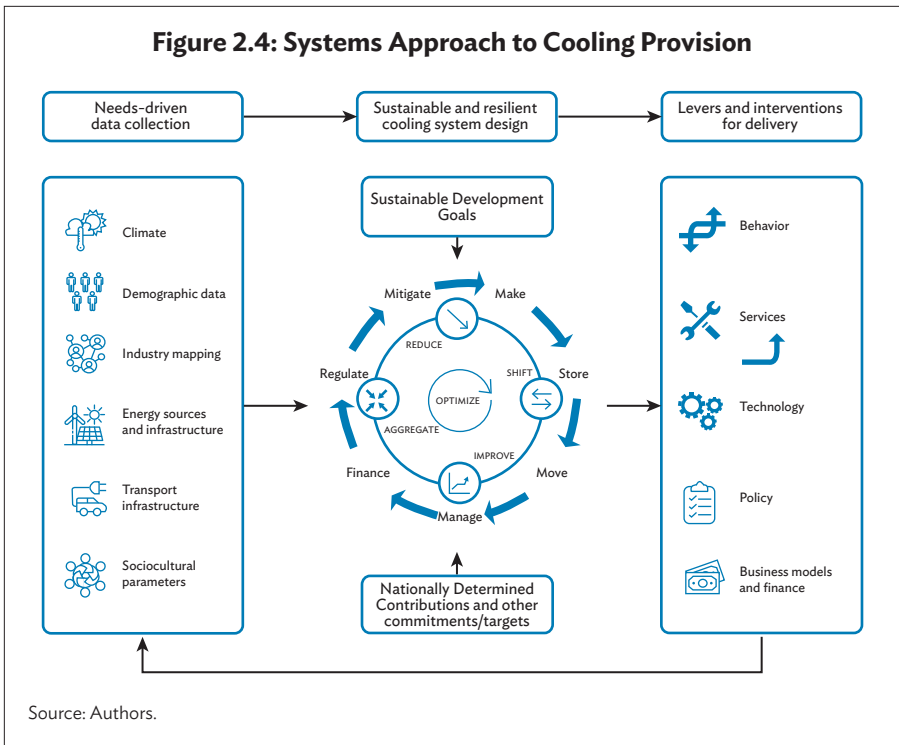 Figure 2.4: Systems Approach to Cooling Provision
Needs-driven
data collection
Sustainable and resilient
cooling system design
Levers and interventions
for delivery
Climate
Demographic data
Industry mapping
Energy sources
and infrastructure
Transport
infrastructure
Sociocultural
parameters
Sustainable Development
Goals
Mitigate
Make
REDUCE
Regulate
SHIFT
Store
OPTIMIZE
AGGREGATE
IMPROVE
Finance
Move
Manage
Nationally Determined
Contributions and other
commitments/targets
Behavior
Services
Technology
Policy
Business models
and finance
Source: Authors.